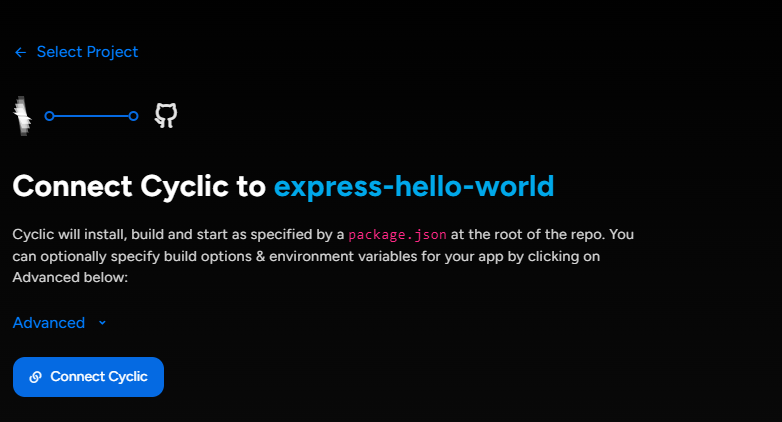 ← Select Project
Connect Cyclic to express-hello-world
Cyclic will install, build and start as specified by a package.json at the root of the repo. You
can optionally specify build options & environment variables for your app by clicking on
Advanced below:
Advanced
Connect Cyclic